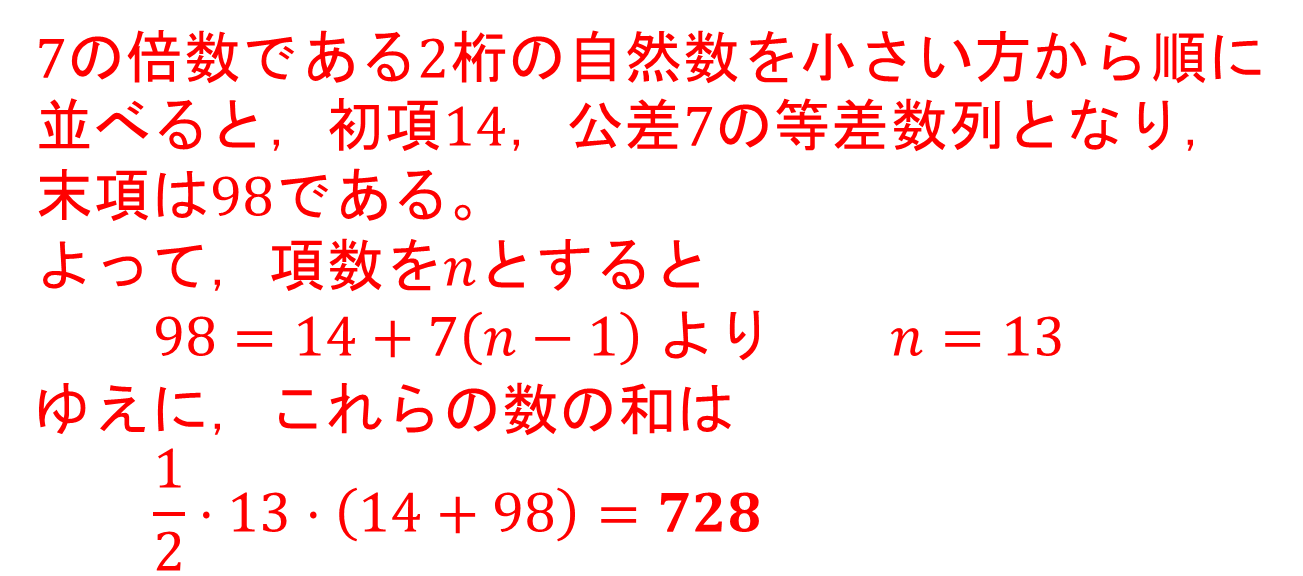 7の倍数である2桁の自然数を小さい方から順に
並べると，初項14，公差7の等差数列となり，
末項は98である。
よって，項数をnとすると
98 = 14 + 7(n − 1) より n = 13
ゆえに，これらの数の和は
1/2 · 13 · (14 + 98) = 728